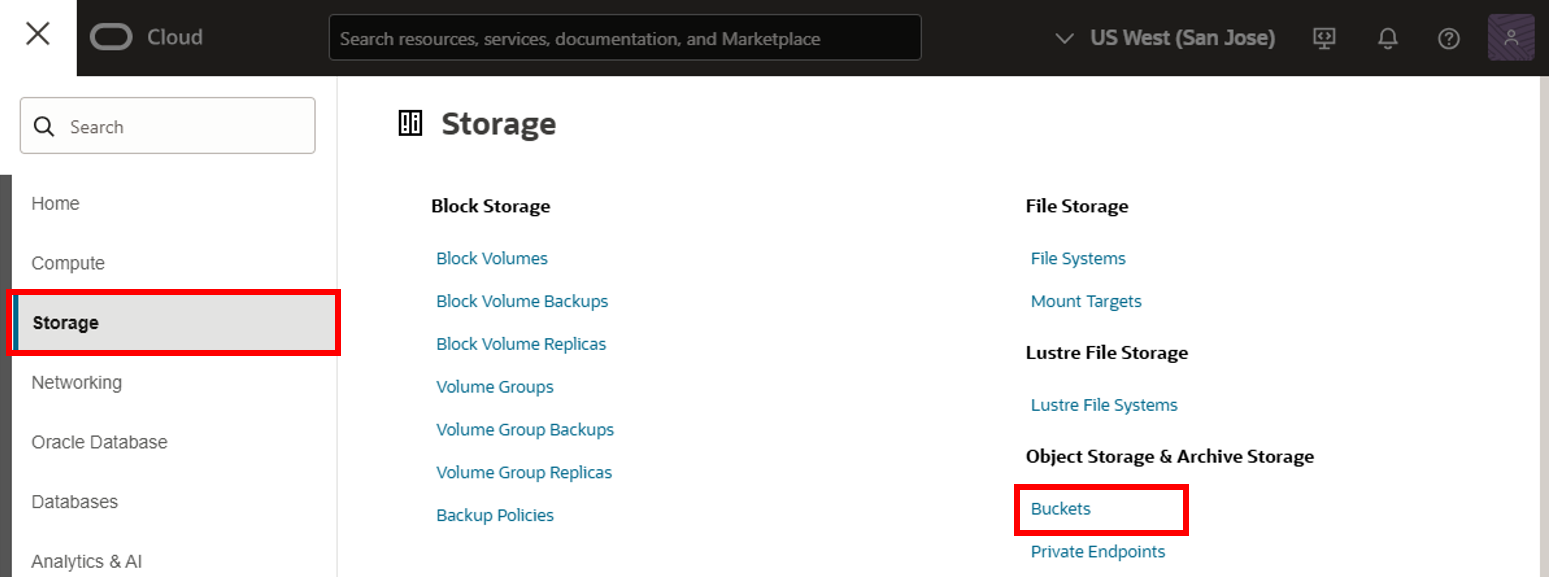 Cloud
Search resources, services, documentation, and Marketplace
US West (San Jose)
Search
Home
Compute
Storage
Networking
Oracle Database
Databases
Analytics & AI
Storage
Block Storage
Block Volumes
Block Volume Backups
Block Volume Replicas
Volume Groups
Volume Group Backups
Volume Group Replicas
Backup Policies
File Storage
File Systems
Mount Targets
Lustre File Storage
Lustre File Systems
Object Storage & Archive Storage
Buckets
Private Endpoints